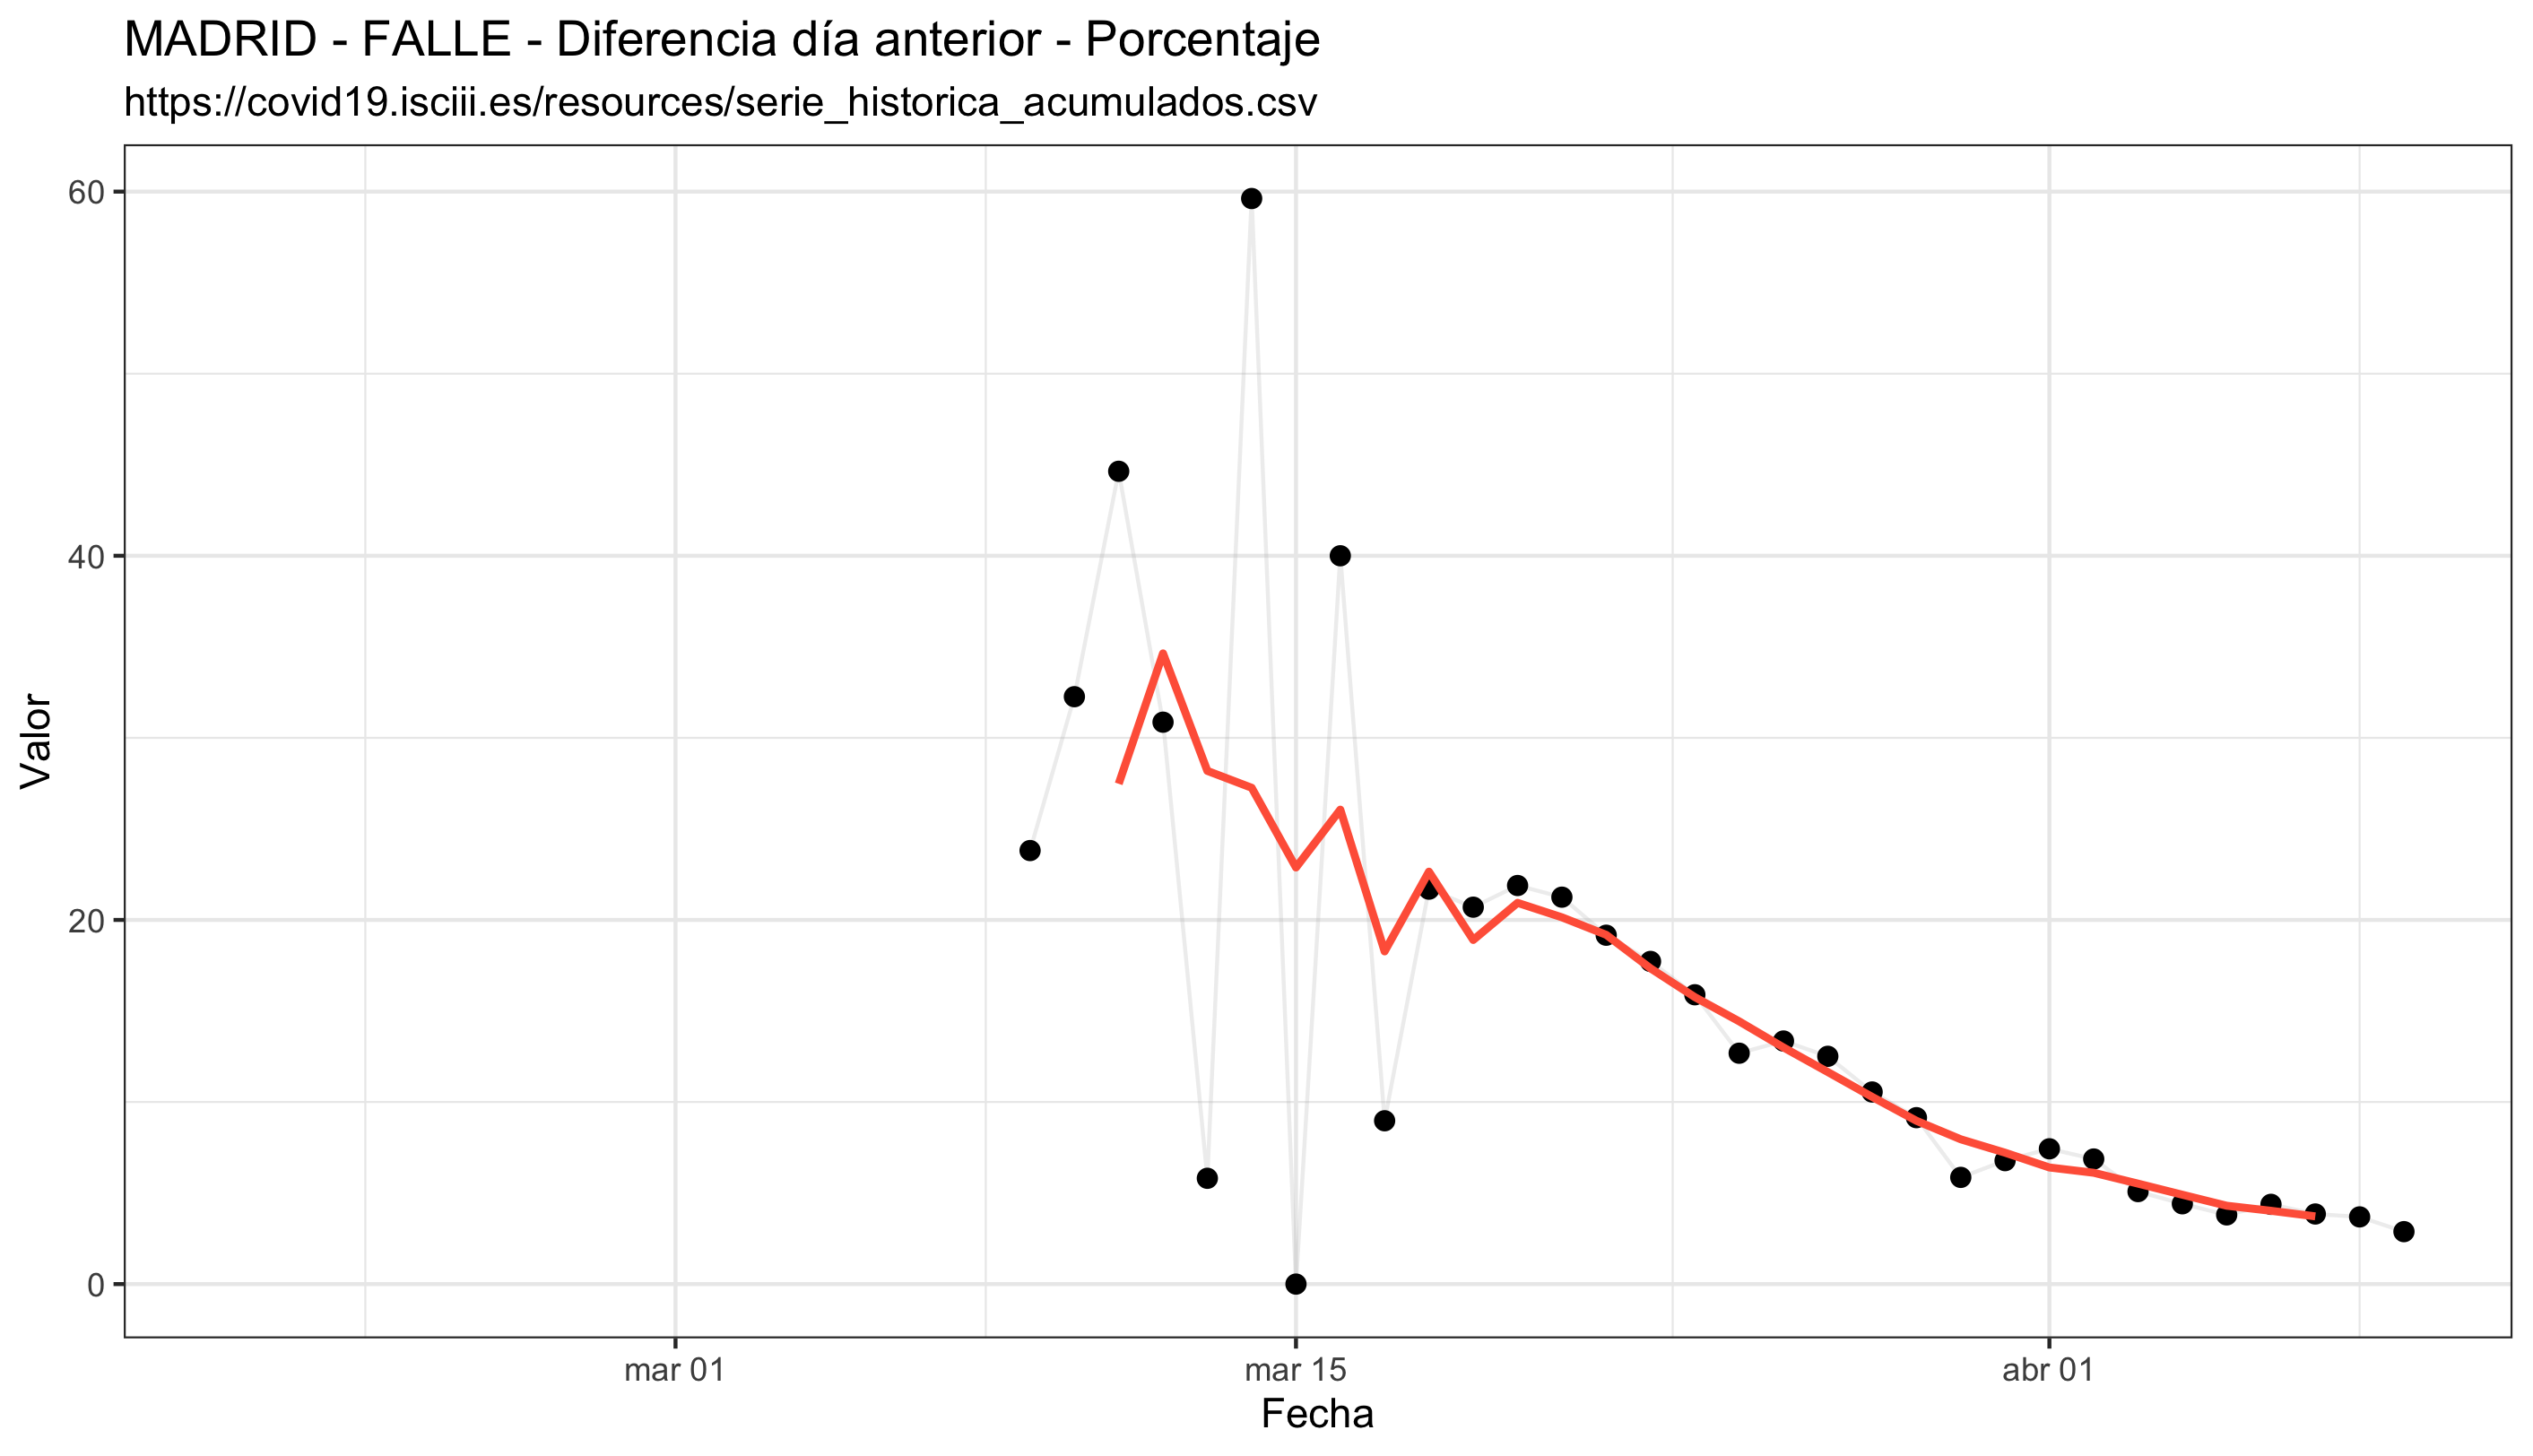 MADRID - FALLE - Diferencia día anterior - Porcentaje
https://covid19.isciii.es/resources/serie_historica_acumulados.csv
60
40
20
0
Valor
mar 01
mar 15
abr 01
Fecha